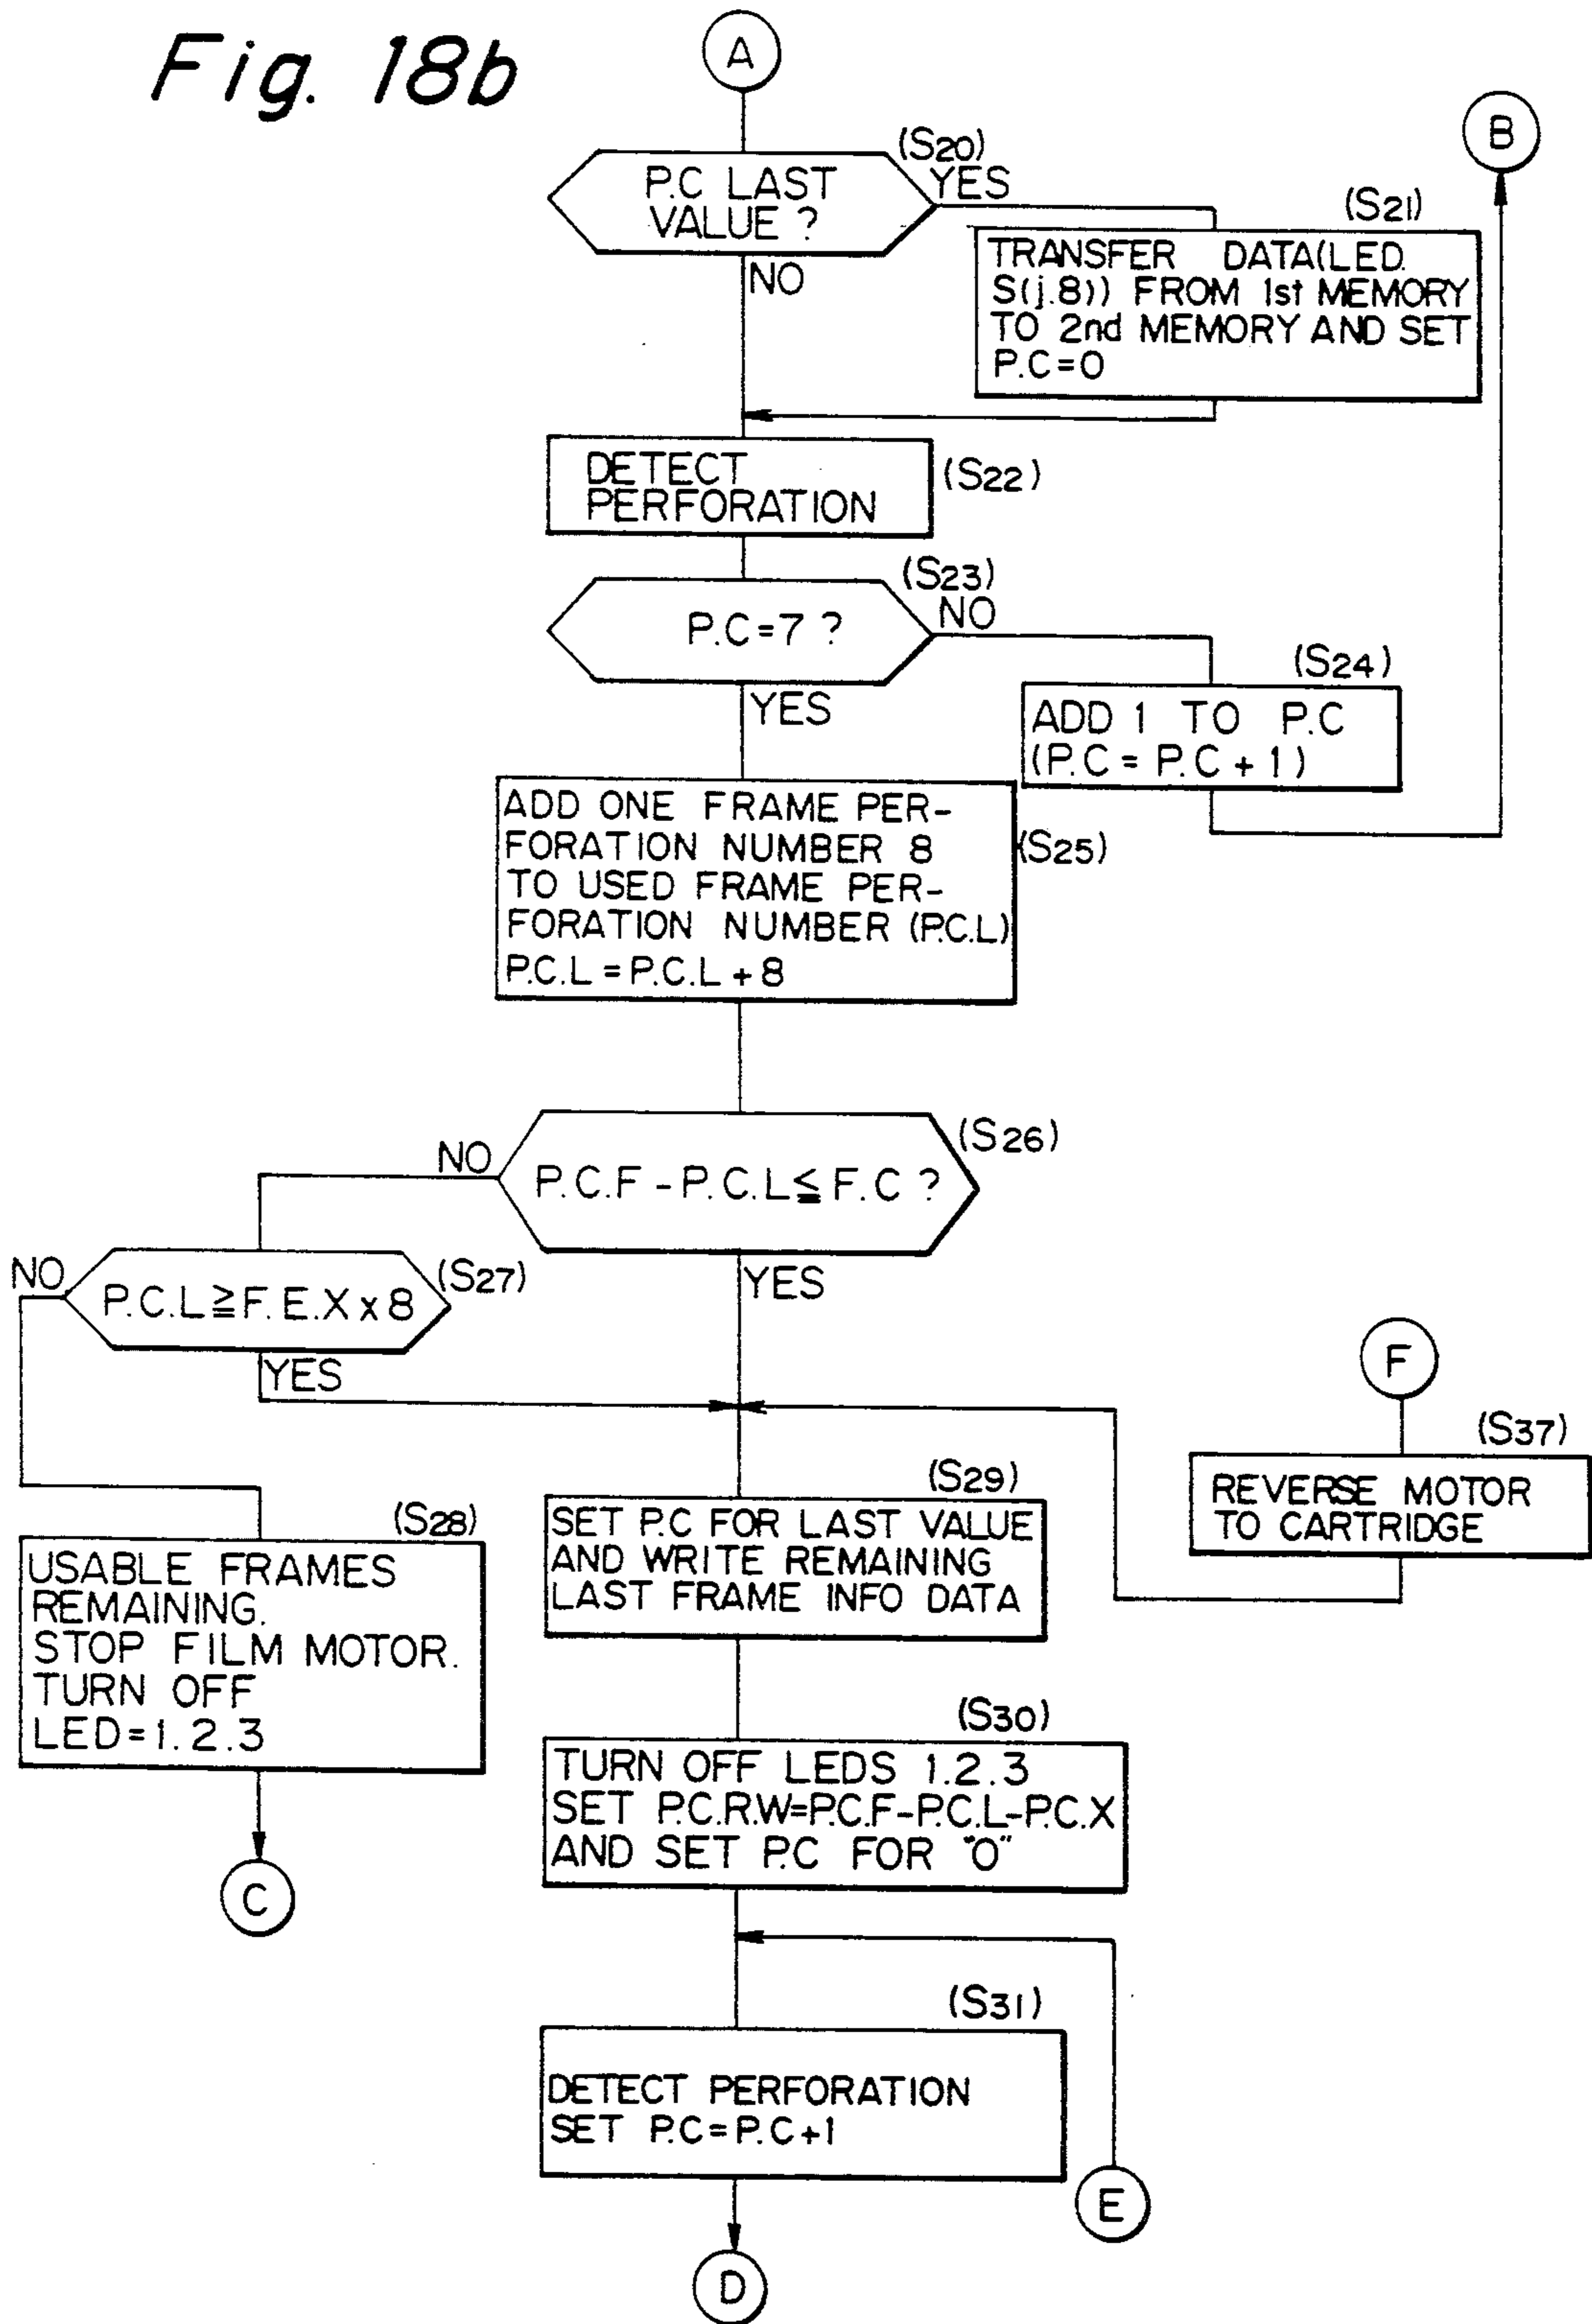 Fig. 18b
A
B
(S20)
P.C LAST
VALUE ?
YES
NO
(S21)
TRANSFER DATA(LED.
S(j.8)) FROM 1st MEMORY
TO 2nd MEMORY AND SET
P.C=0
DETECT
PERFORATION
(S22)
(S23)
P.C=7 ?
NO
YES
(S24)
ADD 1 TO P.C
(P.C = P.C + 1)
ADD ONE FRAME PER-
FORATION NUMBER 8
TO USED FRAME PER-
FORATION NUMBER (P.C.L)
P.C.L = P.C.L + 8
(S25)
(S26)
NO
P.C.F - P.C.L ≦ F.C ?
YES
NO
P.C.L ≧ F.E.X x 8
(S27)
YES
F
(S37)
REVERSE MOTOR
TO CARTRIDGE
(S28)
USABLE FRAMES
REMAINING.
STOP FILM MOTOR.
TURN OFF
LED=1.2.3
C
(S29)
SET P.C FOR LAST VALUE
AND WRITE REMAINING
LAST FRAME INFO DATA
(S30)
TURN OFF LEDS 1.2.3
SET P.C.R.W=P.C.F-P.C.L-P.C.X
AND SET P.C FOR "0"
(S31)
DETECT PERFORATION
SET P.C=P.C+1
E
D